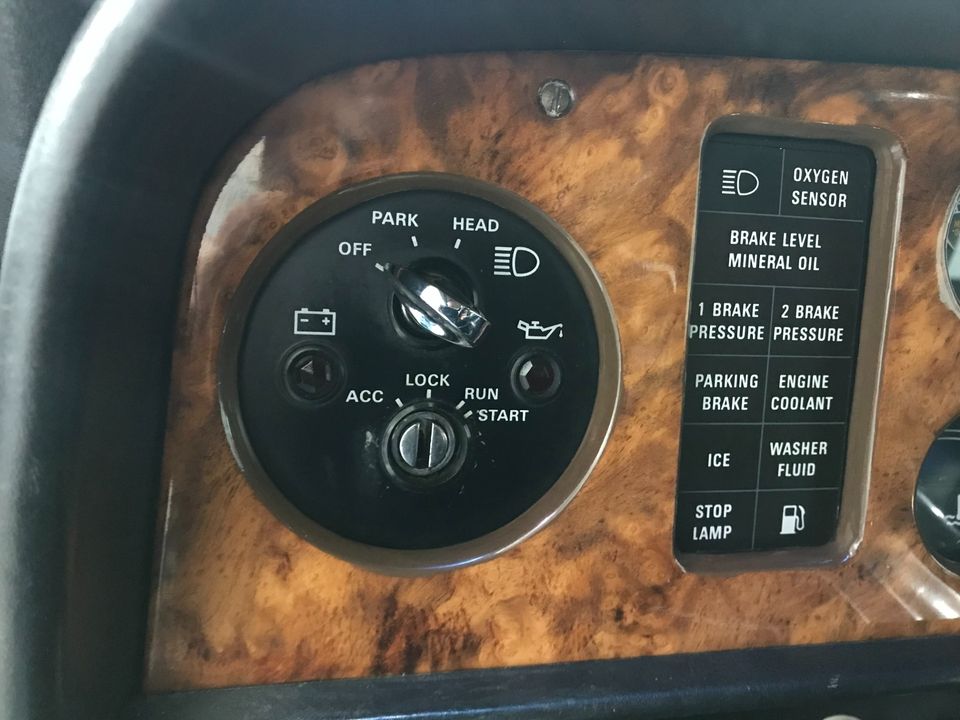 PARK HEAD
OFF
LOCK
ACC RUN
START
OXYGEN
SENSOR
BRAKE LEVEL
MINERAL OIL
1 BRAKE
PRESSURE
2 BRAKE
PRESSURE
PARKING
BRAKE
ENGINE
COOLANT
ICE
WASHER
FLUID
STOP
LAMP